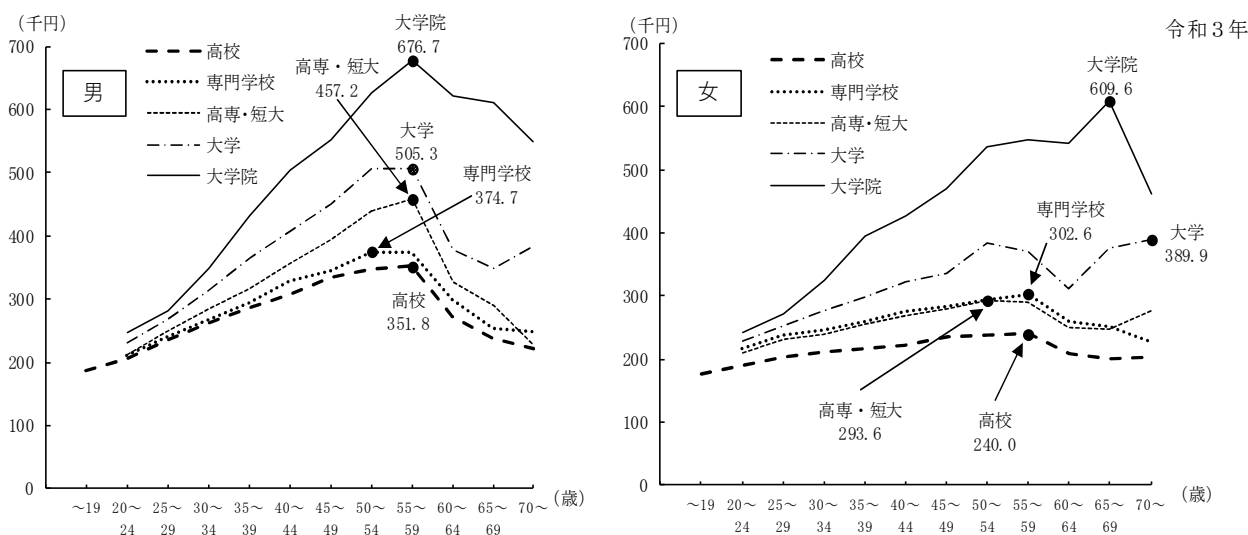 令和３年
（千円）
700
600
500
400
300
200
100
0
男
高校
専門学校
高専・短大
大学
大学院
大学院
676.7
高専・短大
457.2
大学
505.3
専門学校
374.7
高校
351.8
～19 20～ 25～ 30～ 35～ 40～ 45～ 50～ 55～ 60～ 65～ 70～
24 29 34 39 44 49 54 59 64 69
（歳）
（千円）
700
600
500
400
300
200
100
0
女
高校
専門学校
高専・短大
大学
大学院
大学院
609.6
専門学校
302.6
大学
389.9
高専・短大
293.6
高校
240.0
～19 20～ 25～ 30～ 35～ 40～ 45～ 50～ 55～ 60～ 65～ 70～
24 29 34 39 44 49 54 59 64 69
（歳）